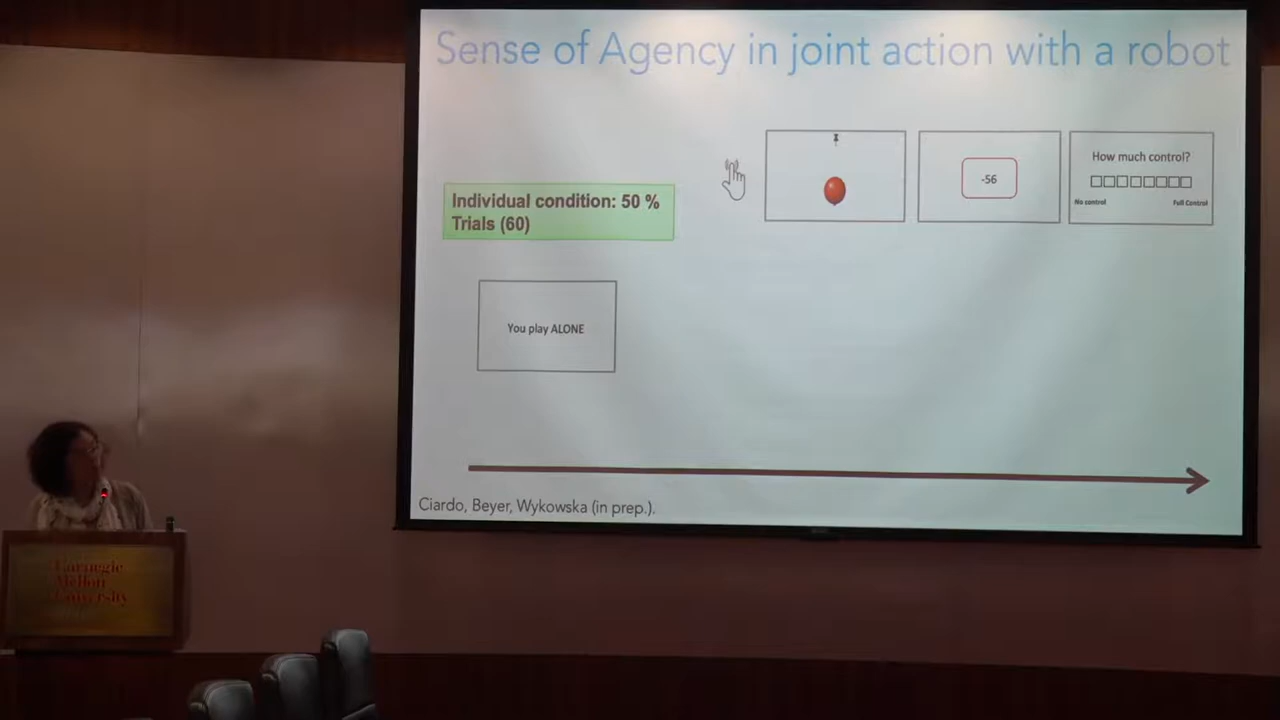 Sense of Agency in joint action with a robot
Individual condition: 50 %
Trials (60)
-56
How much control?
No control
Full Control
You play ALONE
Ciardo, Beyer, Wykowska (in prep.).
Carnegie
Mellon
University